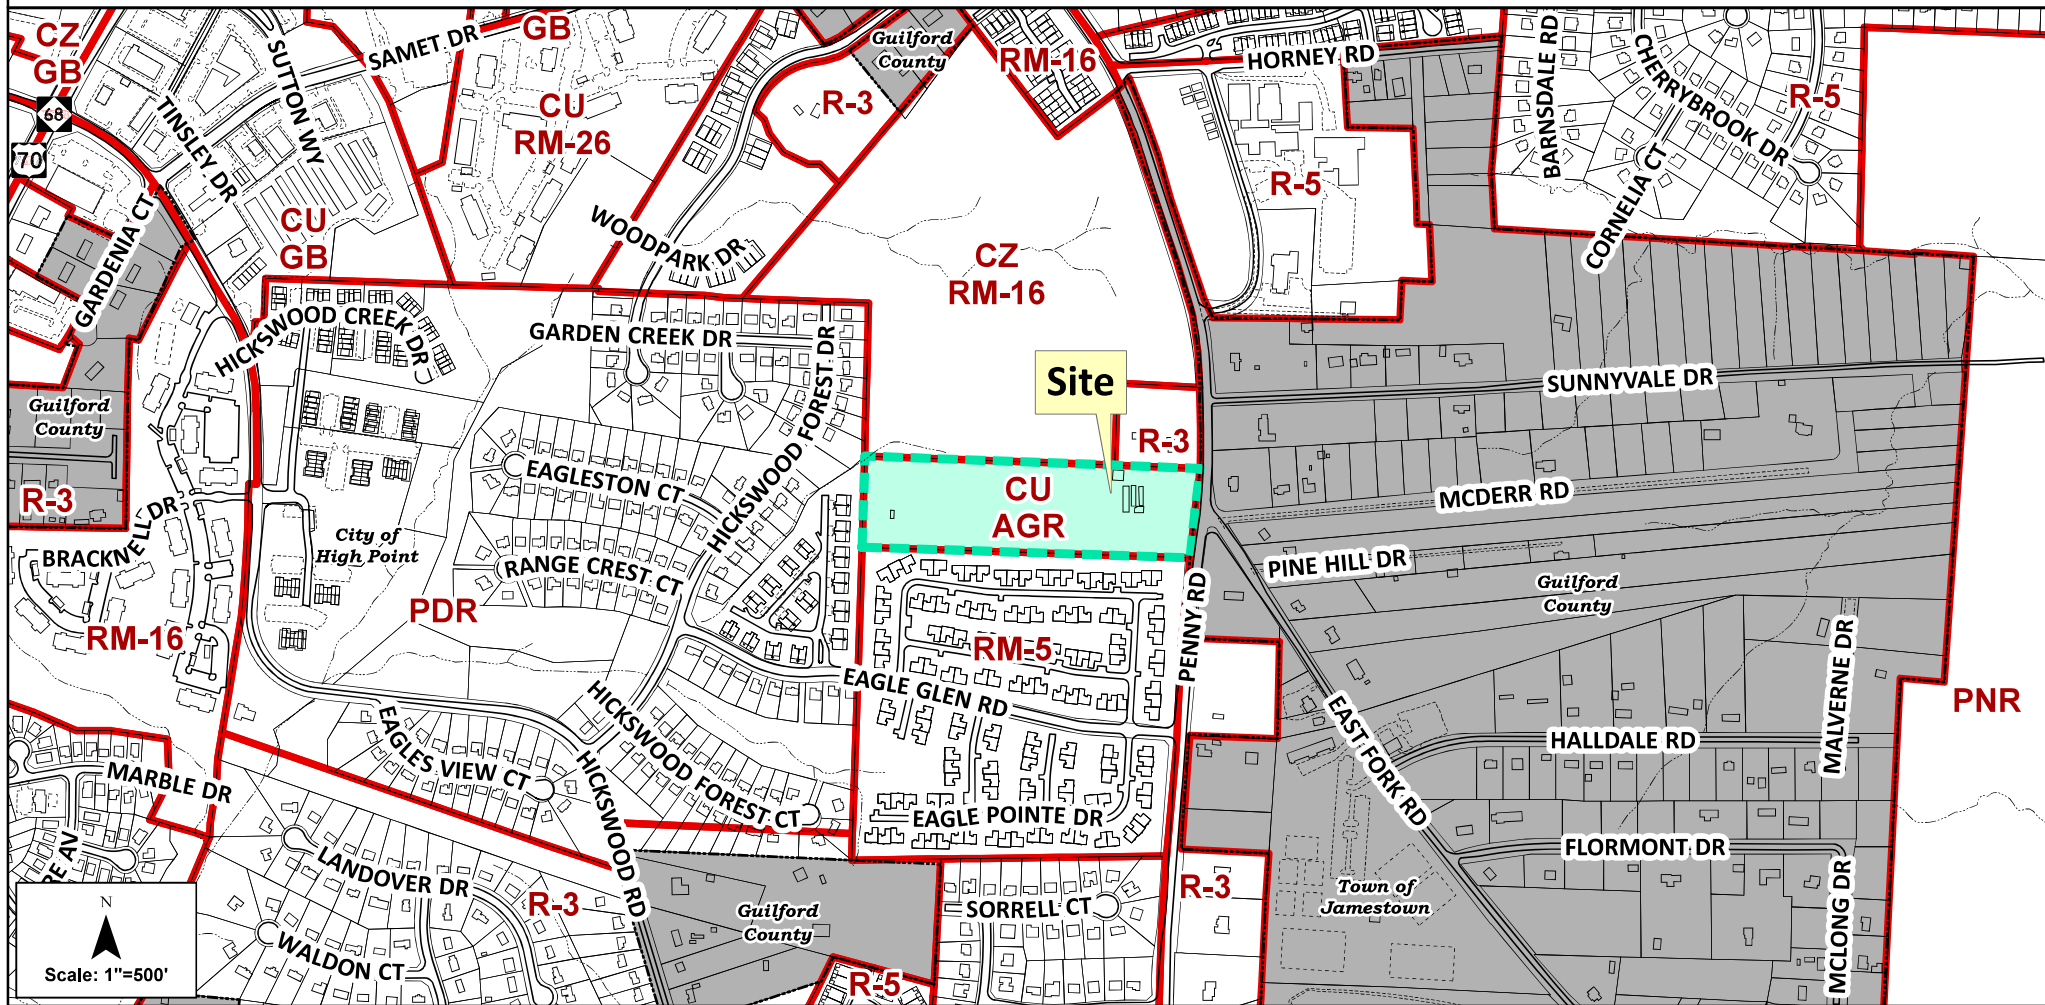 CZ
GB
68
70
SUTTON WY
SAMET DR
TINSLEY DR
GB
CU
RM-26
CU
GB
GARDENIA CT
Guilford
County
R-3
RM-16
HORNEY RD
R-5
BARNSDALE RD
CHERRYBROOK DR
R-5
CORNELIA CT
WOODPARK DR
CZ
RM-16
HICKSWOOD CREEK DR
GARDEN CREEK DR
HICKSWOOD FOREST DR
Site
R-3
SUNNYVALE DR
Guilford
County
R-3
EAGLESTON CT
CU
AGR
MCDERR RD
BRACKNELL DR
City of
High Point
RANGE CREST CT
PINE HILL DR
Guilford
County
PENNY RD
RM-16
PDR
RM-5
EAGLE GLEN RD
MALVERNE DR
PNR
EAGLES VIEW CT
HICKSWOOD FOREST CT
EAST FORK RD
HALLDALE RD
MARBLE DR
HICKSWOOD RD
EAGLE POINTE DR
FLORMONT DR
RE AV
LANDOVER DR
R-3
Guilford
County
SORRELL CT
R-3
Town of
Jamestown
MCLONG DR
WALDON CT
R-5
N
Scale: 1"=500'